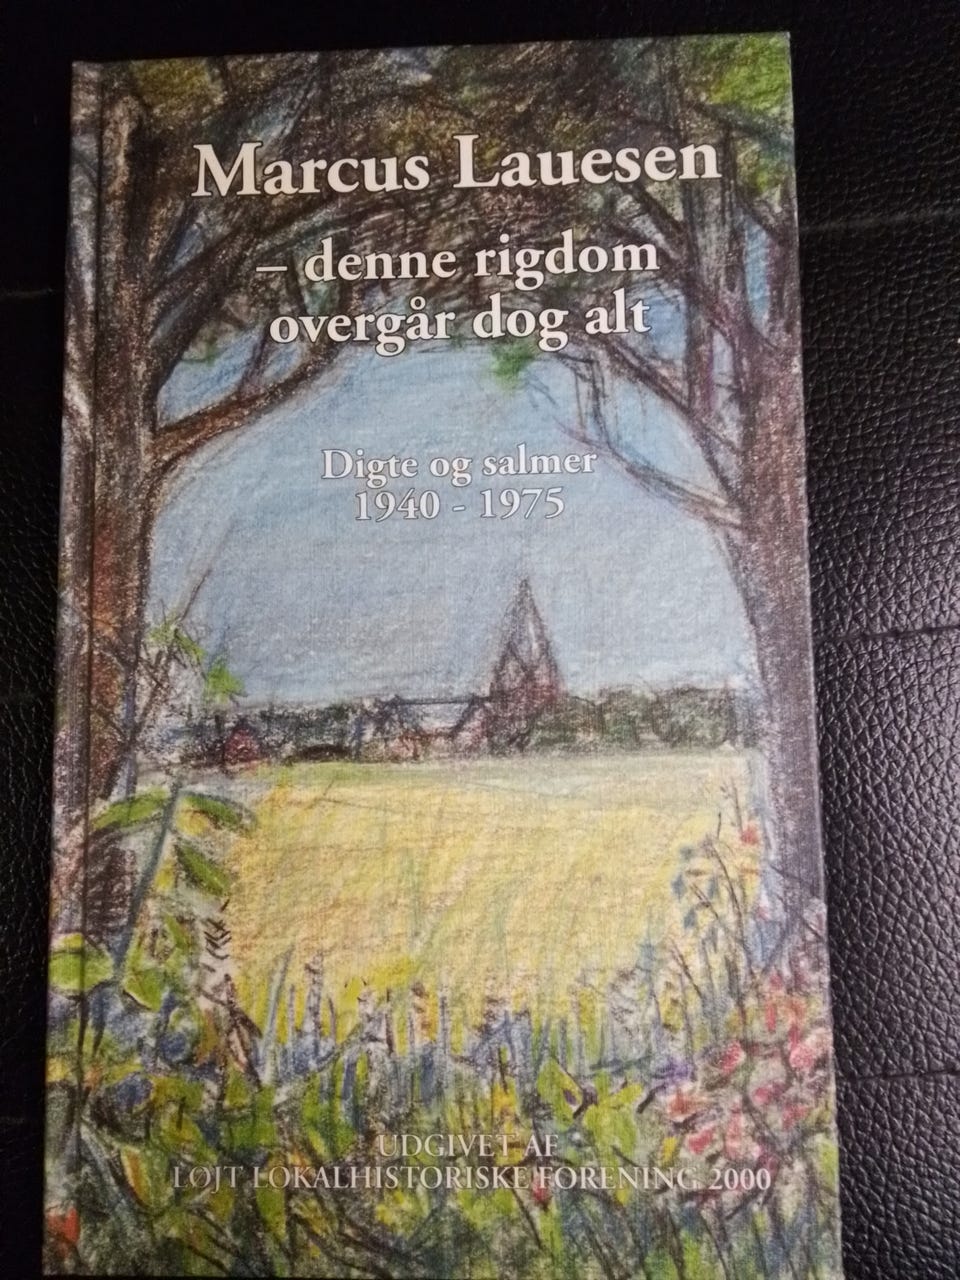 Marcus Lauesen
– denne rigdom
overgår dog alt
Digte og salmer
1940 - 1975
UDGIVET AF
LØJT LOKALHISTORISKE FORENING 2000